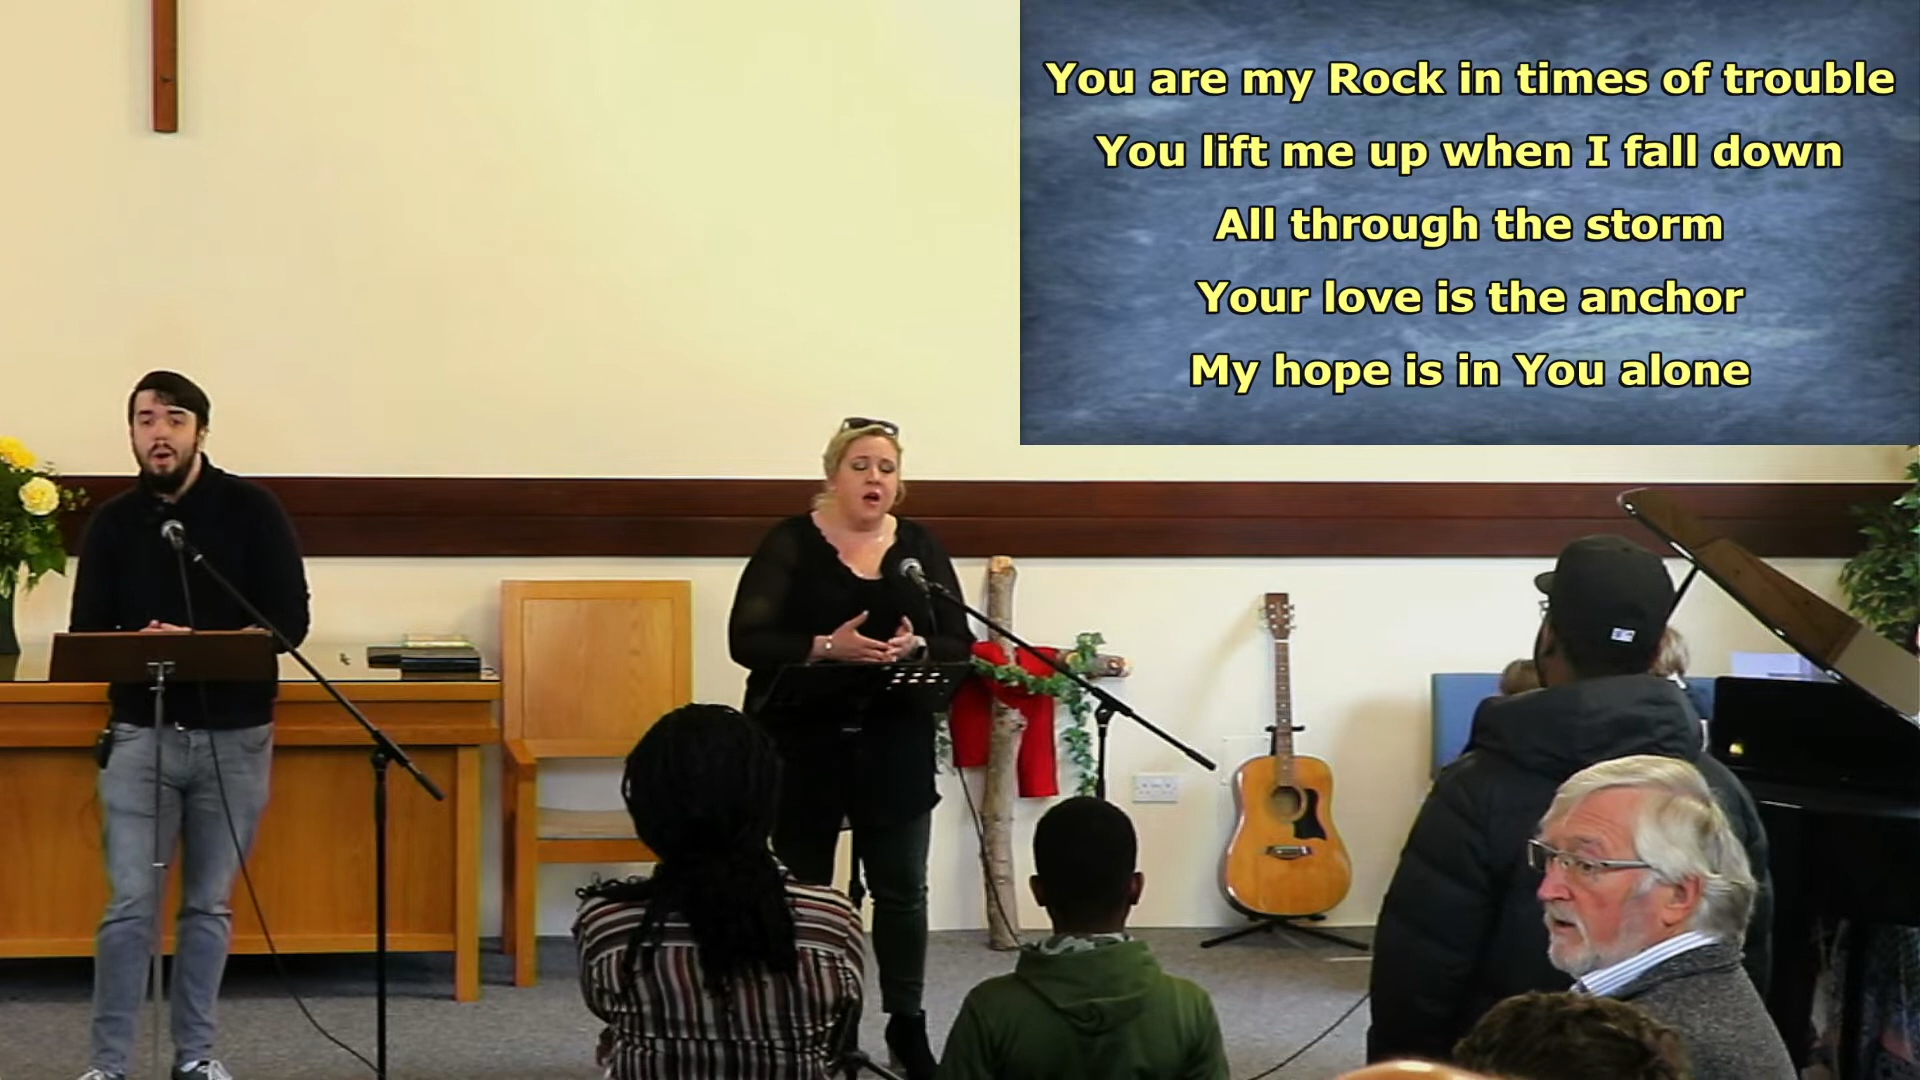 You are my Rock in times of trouble
You lift me up when I fall down
All through the storm
Your love is the anchor
My hope is in You alone